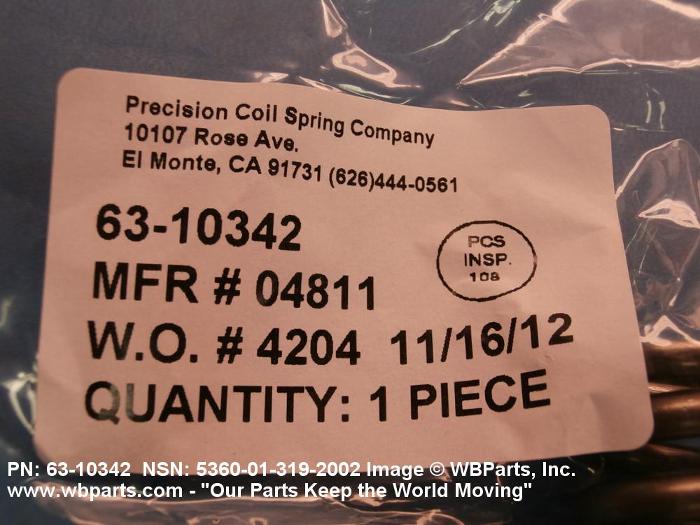 Precision Coil Spring Company
10107 Rose Ave.
El Monte, CA 91731 (626)444-0561
63-10342
PCS
INSP.
108
MFR # 04811
W.O. # 4204 11/16/12
QUANTITY: 1 PIECE
PN: 63-10342 NSN: 5360-01-319-2002 Image © WBParts, Inc.
www.wbparts.com - "Our Parts Keep the World Moving"